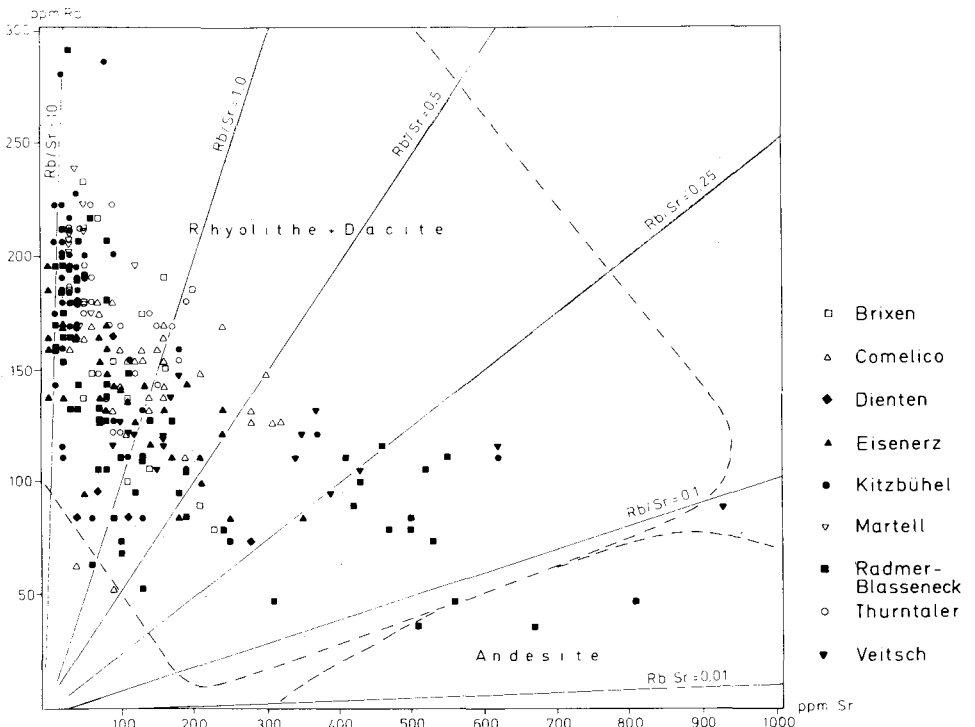 ppm Rb
300
250
200
150
100
50
Rb/Sr=10
Rb/Sr=1.0
Rb/Sr=0.5
Rb/Sr=0.25
Rb/Sr=0.1
Rb Sr=0.01
Rhyolithe + Dacite
Andesite
100 200 300 400 500 600 700 800 900 1000
ppm Sr
Brixen
Comelico
Dienten
Eisenerz
Kitzbühel
Martell
Radmer-
Blasseneck
Thurntaler
Veitsch